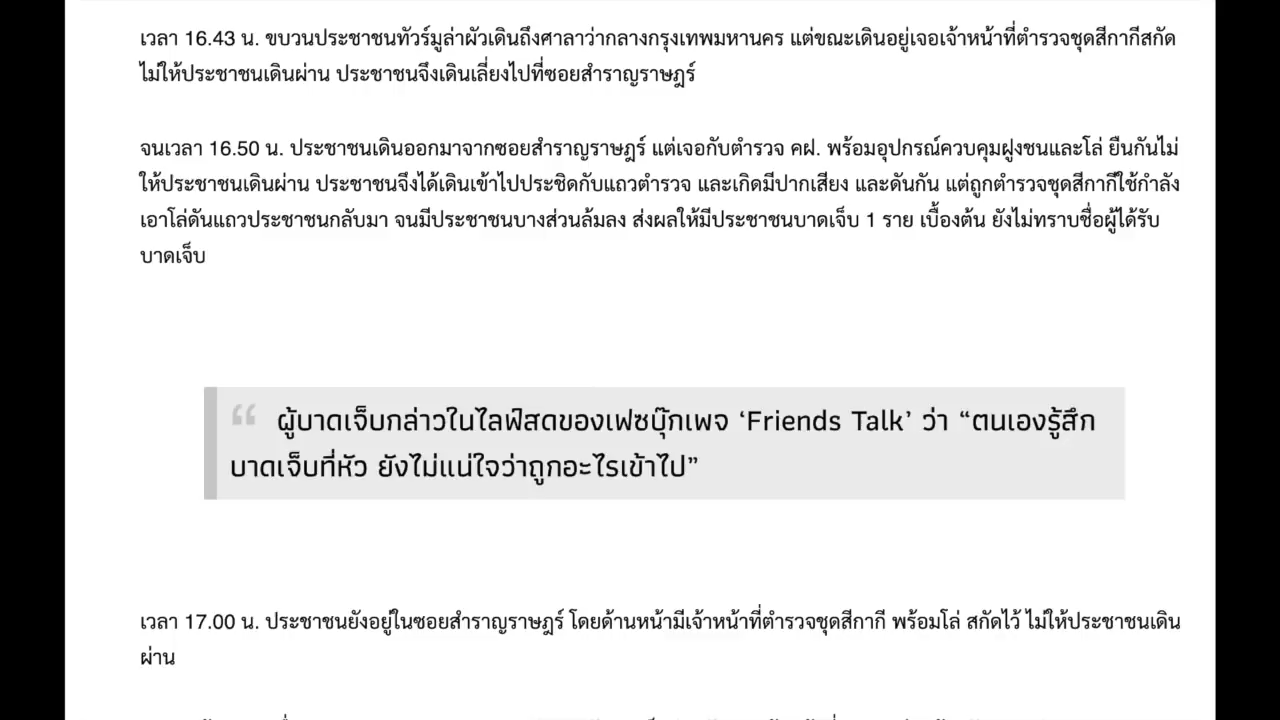 เวลา 16.43 น. ขบวนประชาชนทัวร์มูล่าผัวเดินถึงศาลาว่ากลางกรุงเทพมหานคร แต่ขณะเดินอยู่เจอเจ้าหน้าที่ตำรวจชุดสีกากีสกัด
ไม่ให้ประชาชนเดินผ่าน ประชาชนจึงเดินเลี่ยงไปที่ซอยสำราญราษฎร์
จนเวลา 16.50 น. ประชาชนเดินออกมาจากซอยสำราญราษฎร์ แต่เจอกับตำรวจ คฝ. พร้อมอุปกรณ์ควบคุมฝูงชนและโล่ ยืนกันไม่
ให้ประชาชนเดินผ่าน ประชาชนจึงได้เดินเข้าไปประชิดกับแถวตำรวจ และเกิดมีปากเสียง และดันกัน แต่ถูกตำรวจชุดสีกากีใช้กำลัง
เอาโล่ดันแถวประชาชนกลับมา จนมีประชาชนบางส่วนล้มลง ส่งผลให้มีประชาชนบาดเจ็บ 1 ราย เบื้องต้น ยังไม่ทราบชื่อผู้ได้รับ
บาดเจ็บ
“ ผู้บาดเจ็บกล่าวในไลฟ์สดของเฟซบุ๊กเพจ ‘Friends Talk’ ว่า “ตนเองรู้สึก
บาดเจ็บที่หัว ยังไม่แน่ใจว่าถูกอะไรเข้าไป”
เวลา 17.00 น. ประชาชนยังอยู่ในซอยสำราญราษฎร์ โดยด้านหน้ามีเจ้าหน้าที่ตำรวจชุดสีกากี พร้อมโล่ สกัดไว้ ไม่ให้ประชาชนเดิน
ผ่าน